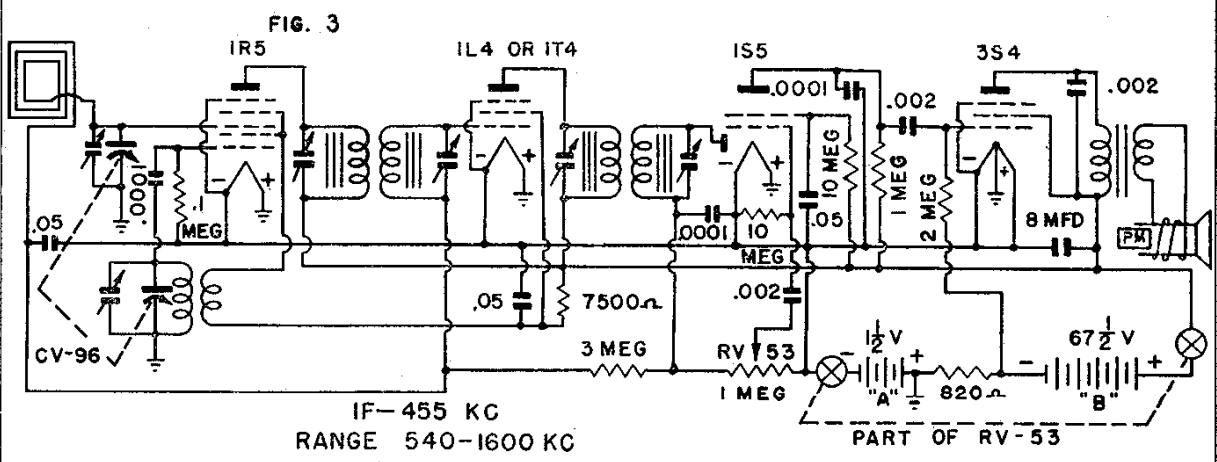 FIG. 3
1R5
1L4 OR 1T4
1S5
3S4
.0001
.002
.002
.0001
.1
MEG
10 MEG
1 MEG
2 MEG
.05
.05
.0001
10
MEG
8 MFD
PM
.05
7500Ω
.002
CV-96
3 MEG
RV 53
1 MEG
- 1½ V +
"A"
820Ω
- 67½ V +
"B"
IF-455 KC
RANGE 540-1600 KC
PART OF RV-53